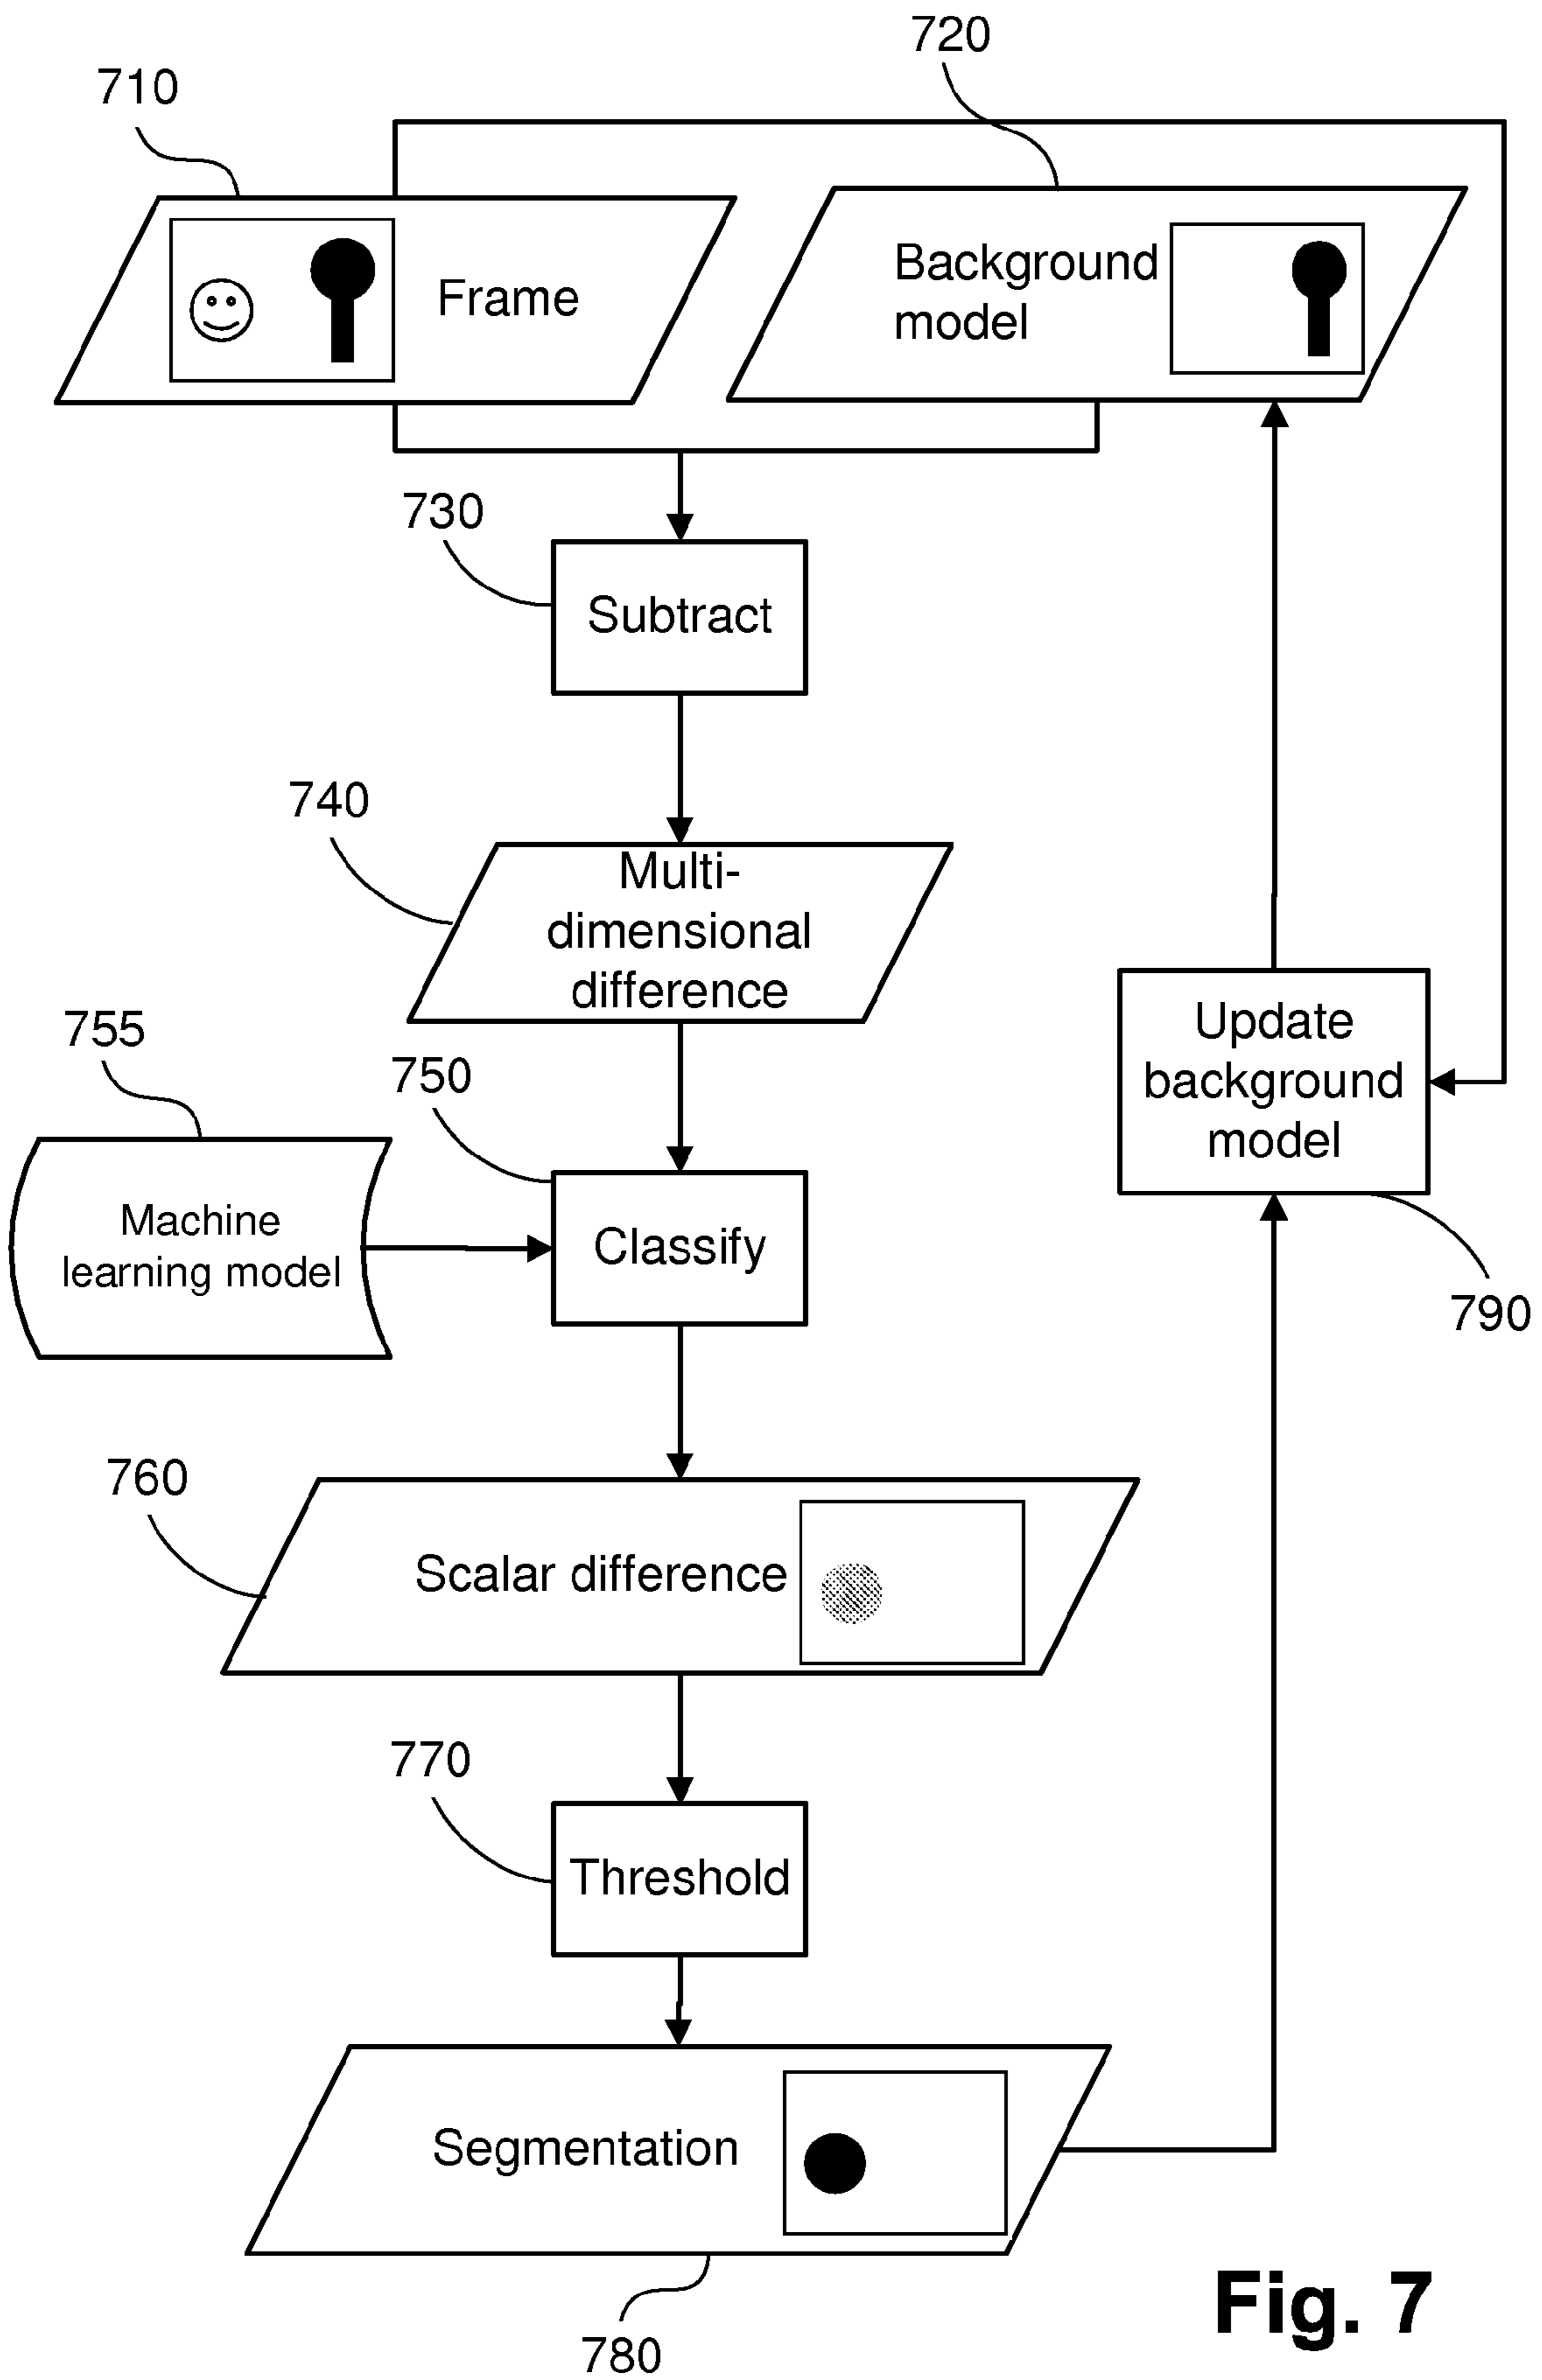 720
710
Frame
Background
model
730
Subtract
740
Multi-
dimensional
difference
755
750
Update
background
model
Machine
learning model
Classify
790
760
Scalar difference
770
Threshold
Segmentation
780
Fig. 7